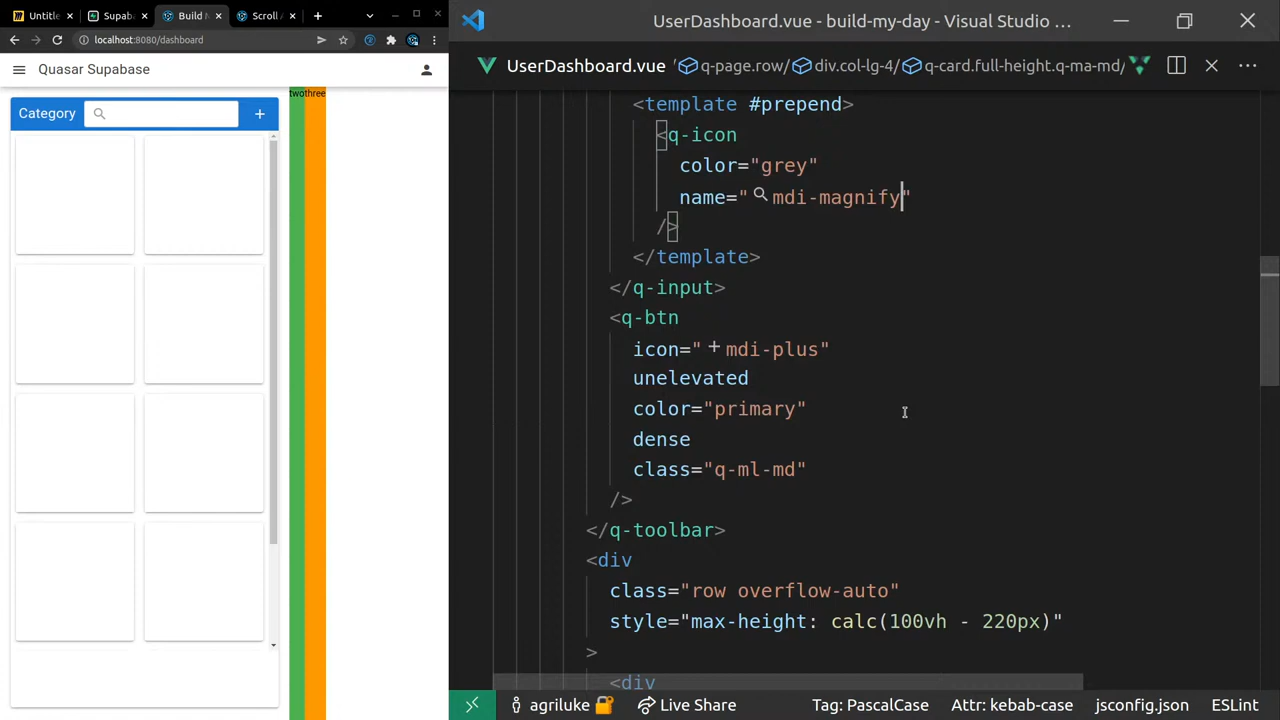 Untitle
Supaba
Build M
Scroll A
localhost:8080/dashboard
Quasar Supabase
Category
twothree
UserDashboard.vue - build-my-day - Visual Studio ...
UserDashboard.vue
q-page.row/
div.col-lg-4/
q-card.full-height.q-ma-md/
<template #prepend>
<q-icon
color="grey"
name="mdi-magnify"
/>
</template>
</q-input>
<q-btn
icon="mdi-plus"
unelevated
color="primary"
dense
class="q-ml-md"
/>
</q-toolbar>
<div
class="row overflow-auto"
style="max-height: calc(100vh - 220px)"
>
<div
agriluke
Live Share
Tag: PascalCase
Attr: kebab-case
jsconfig.json
ESLint